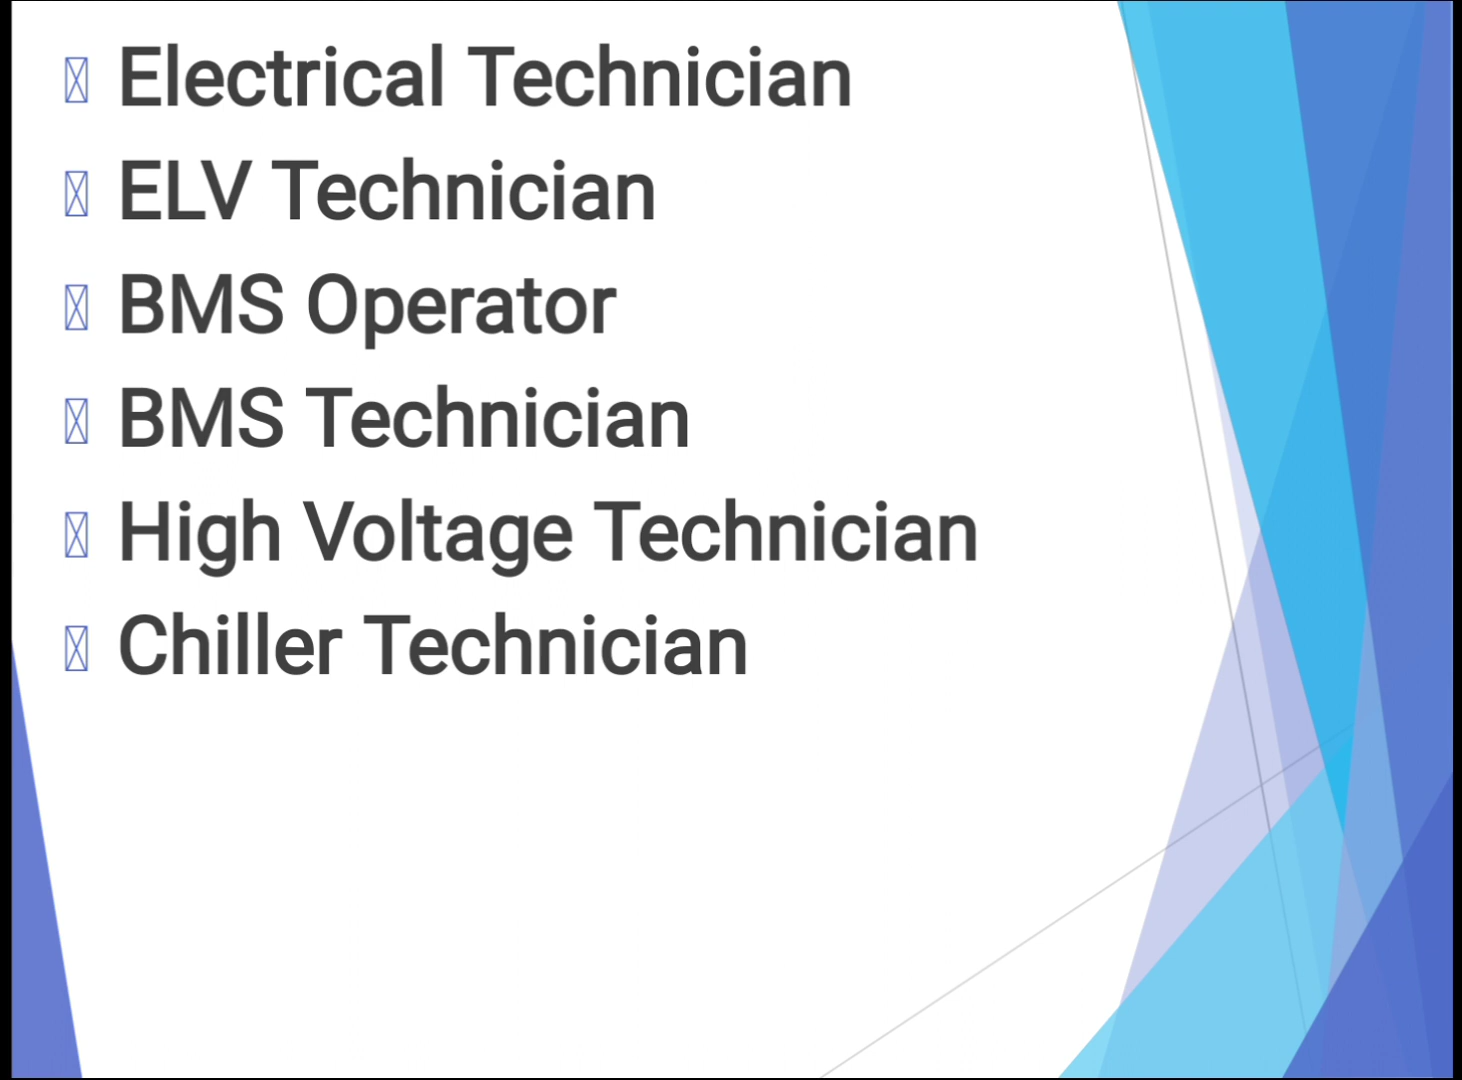 Electrical Technician
ELV Technician
BMS Operator
BMS Technician
High Voltage Technician
Chiller Technician